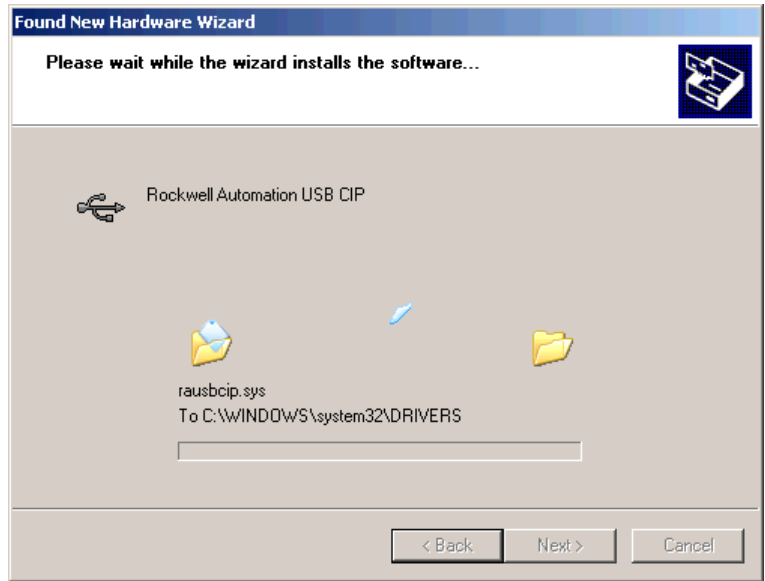 Found New Hardware Wizard
Please wait while the wizard installs the software...
Rockwell Automation USB CIP
rausbcip.sys
To C:\WINDOWS\system32\DRIVERS
< Back Next > Cancel